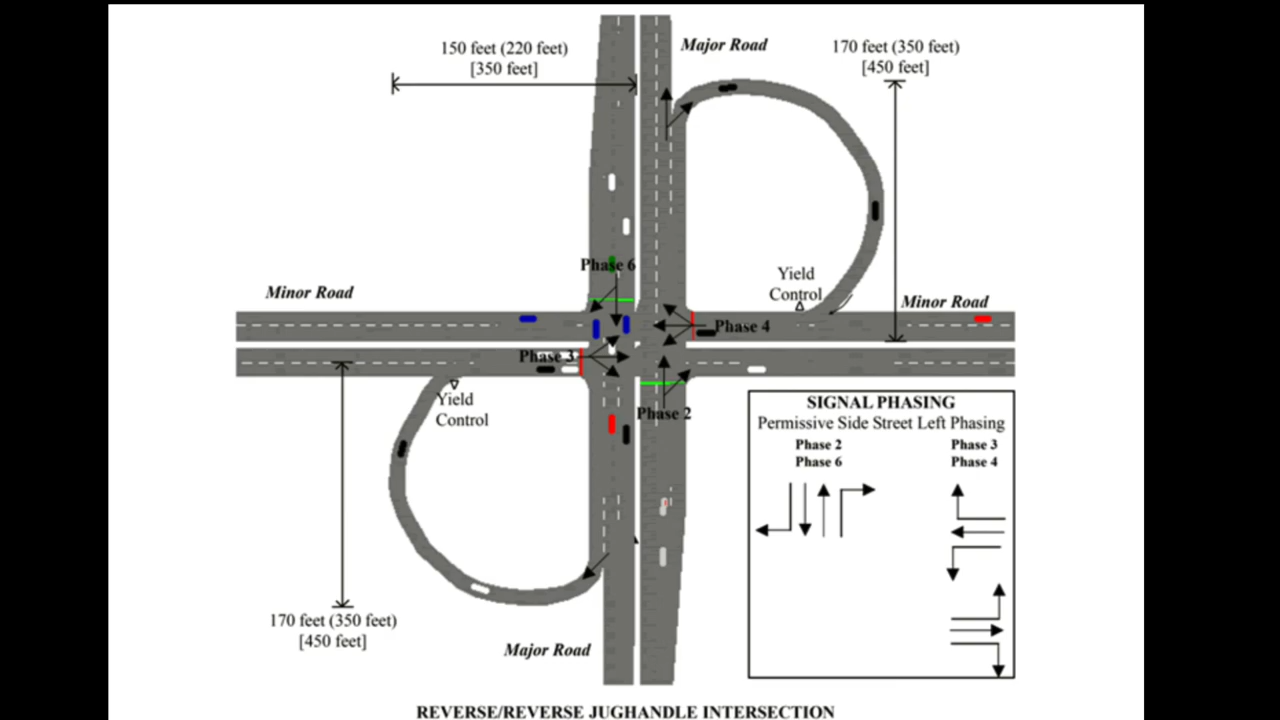 Major Road
150 feet (220 feet)
[350 feet]
170 feet (350 feet)
[450 feet]
Phase 6
Yield
Control
Minor Road
Minor Road
Phase 4
Phase 3
Yield
Control
Phase 2
SIGNAL PHASING
Permissive Side Street Left Phasing
Phase 2
Phase 6
Phase 3
Phase 4
170 feet (350 feet)
[450 feet]
Major Road
REVERSE/REVERSE JUGHANDLE INTERSECTION